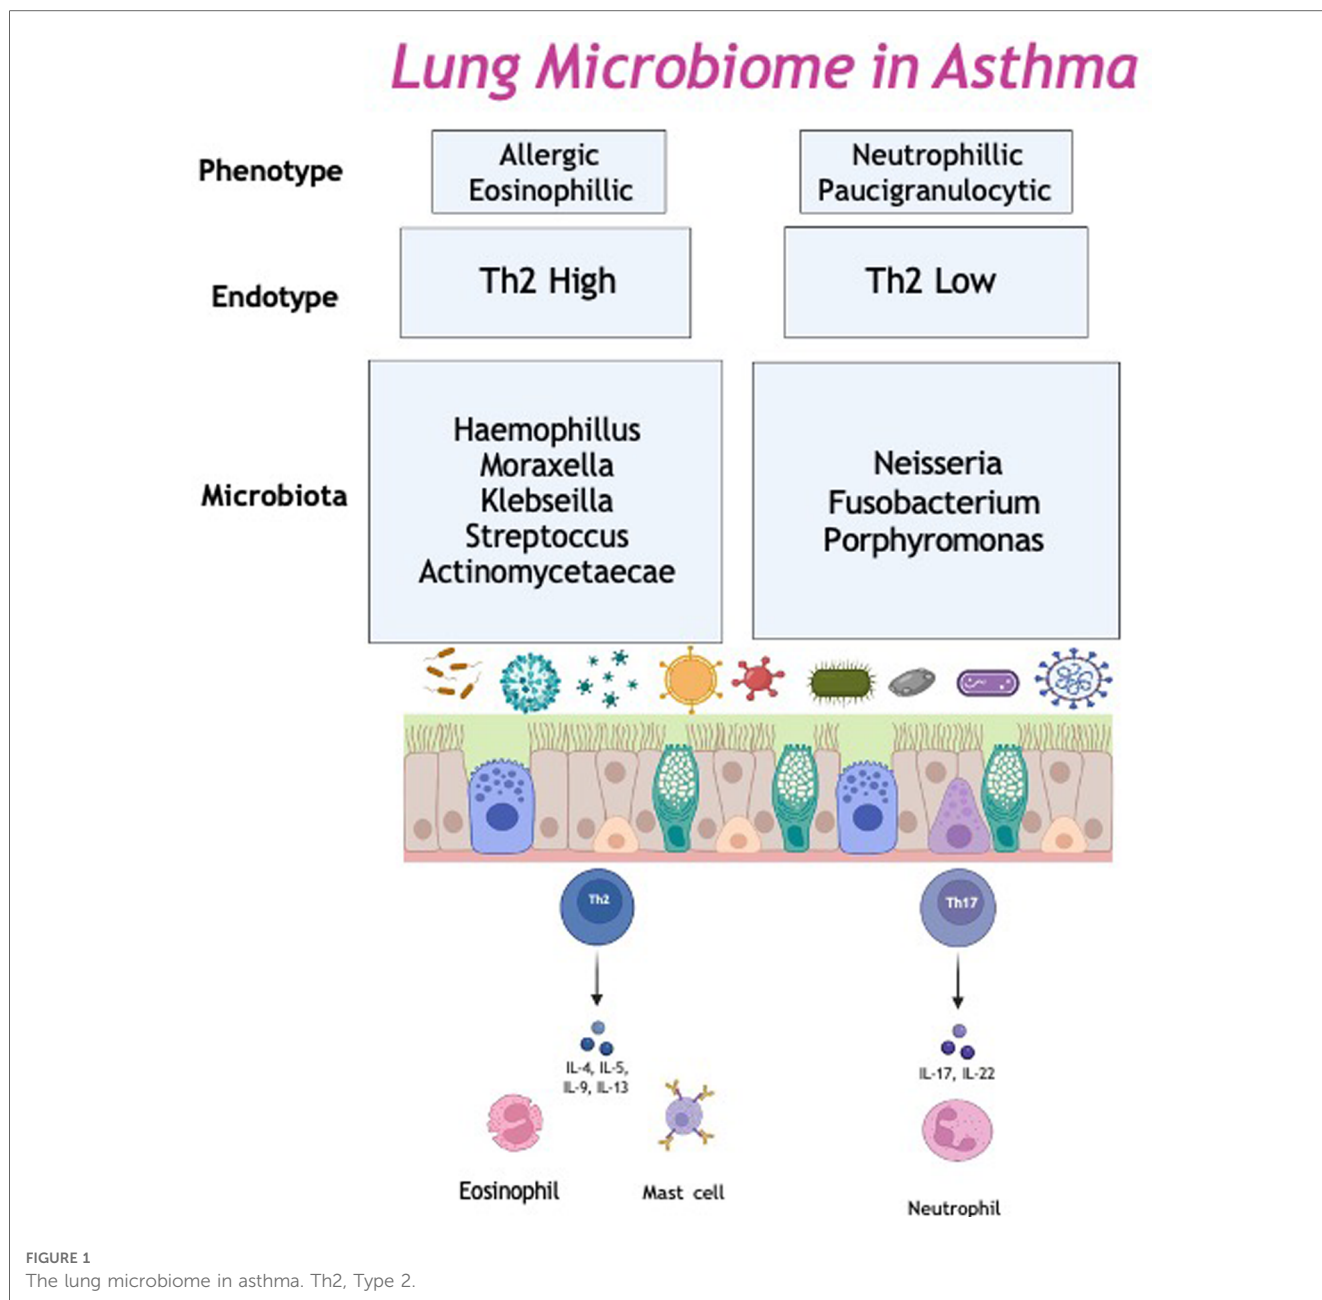 Lung Microbiome in Asthma
Phenotype
Allergic
Eosinophillic
Neutrophillic
Paucigranulocytic
Endotype
Th2 High
Th2 Low
Microbiota
Haemophillus
Moraxella
Klebseilla
Streptoccus
Actinomycetaecae
Neisseria
Fusobacterium
Porphyromonas
Th2
Th17
IL-4, IL-5,
IL-9, IL-13
IL-17, IL-22
Eosinophil
Mast cell
Neutrophil
FIGURE 1
The lung microbiome in asthma. Th2, Type 2.